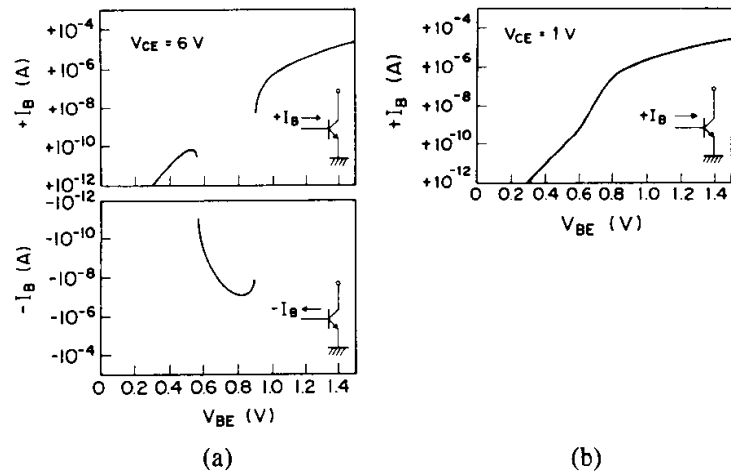 V_CE = 6 V
+I_B (A)
+10^-4
+10^-6
+10^-8
+10^-10
+10^-12
+I_B
-I_B (A)
-10^-12
-10^-10
-10^-8
-10^-6
-10^-4
-I_B
0 0.2 0.4 0.6 0.8 1.0 1.2 1.4
V_BE (V)
(a)
V_CE = 1 V
+I_B (A)
+10^-4
+10^-6
+10^-8
+10^-10
+10^-12
+I_B
0 0.2 0.4 0.6 0.8 1.0 1.2 1.4
V_BE (V)
(b)